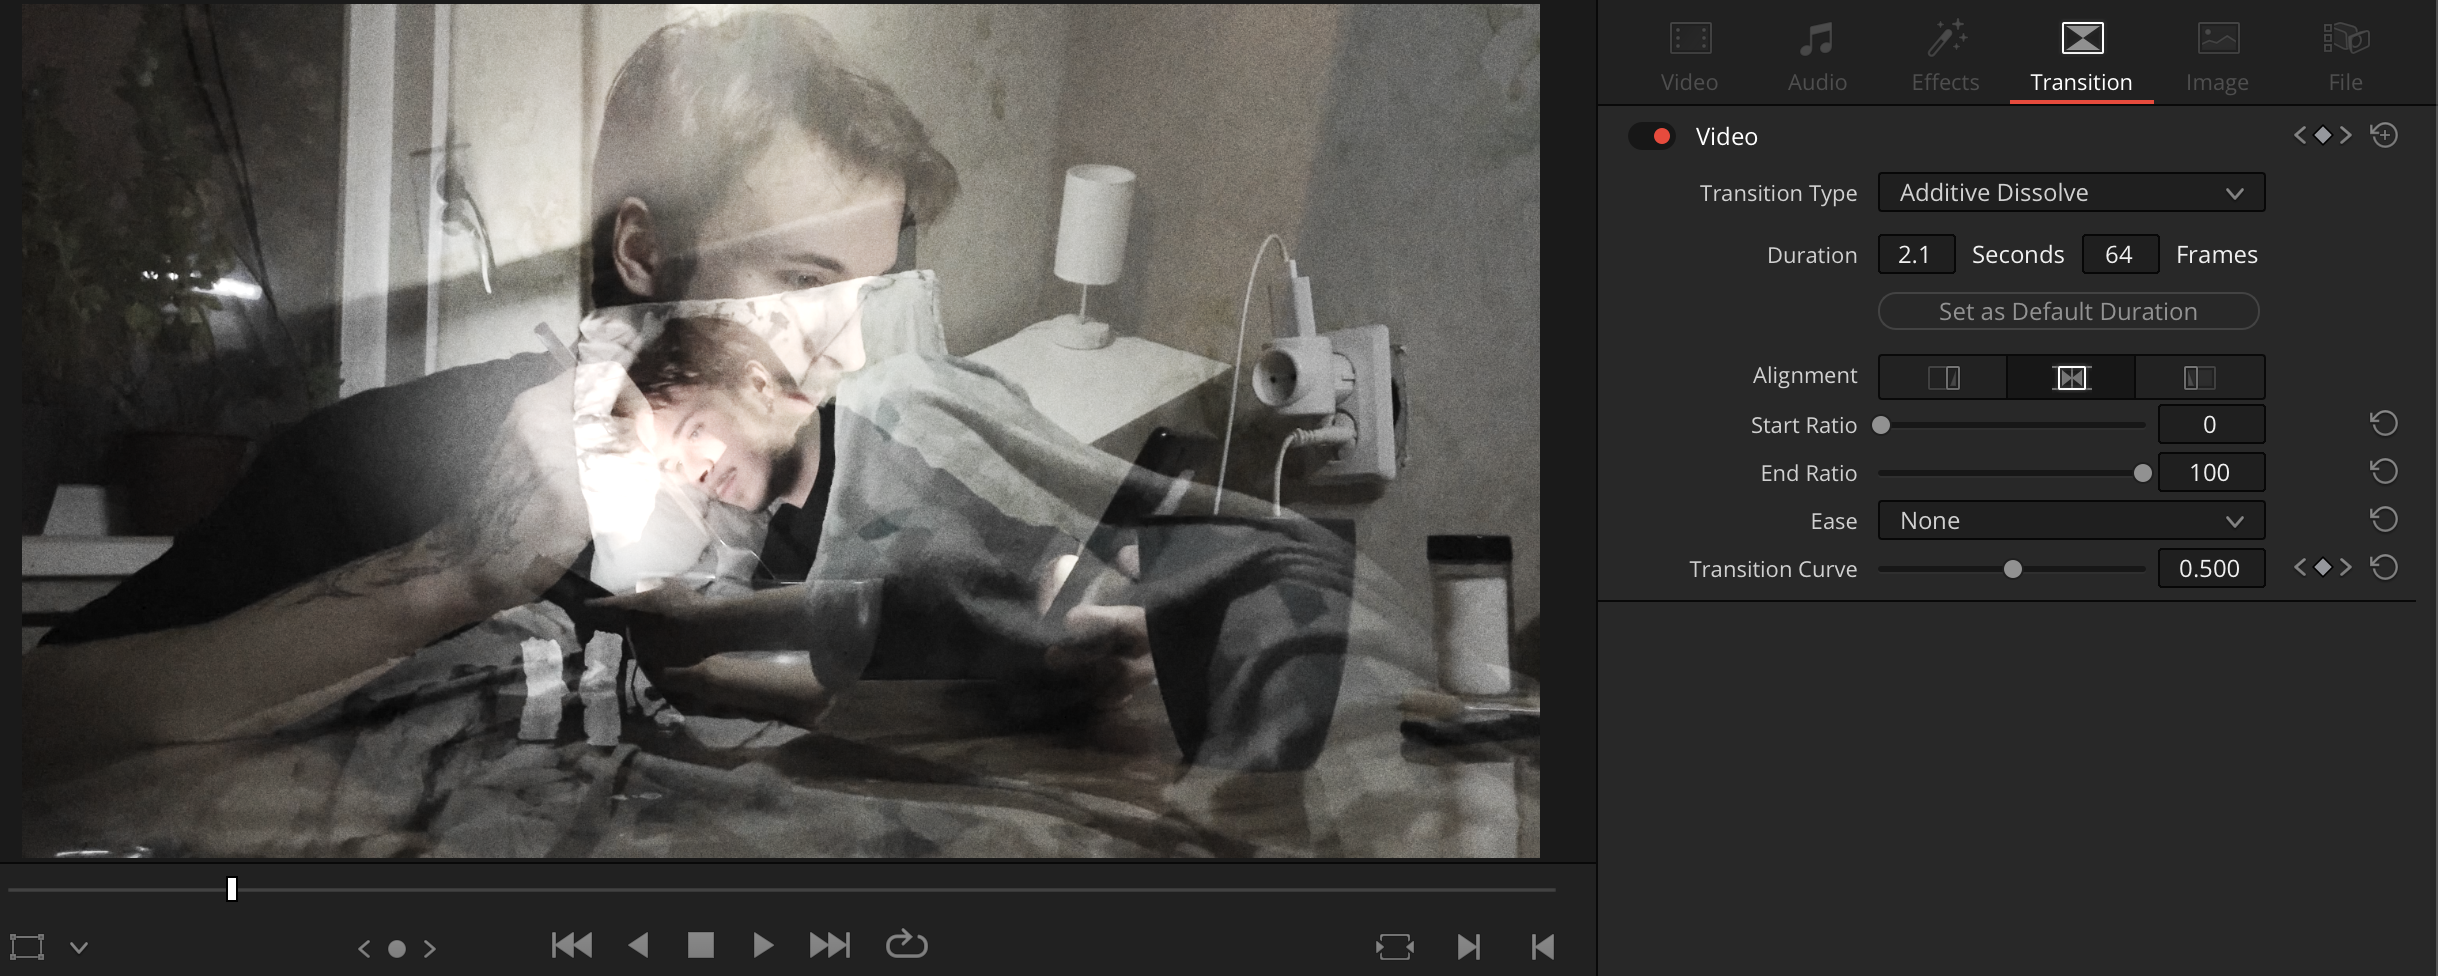 Video Audio Effects Transition Image File
Video
Transition Type Additive Dissolve
Duration 2.1 Seconds 64 Frames
Set as Default Duration
Alignment
Start Ratio 0
End Ratio 100
Ease None
Transition Curve 0.500